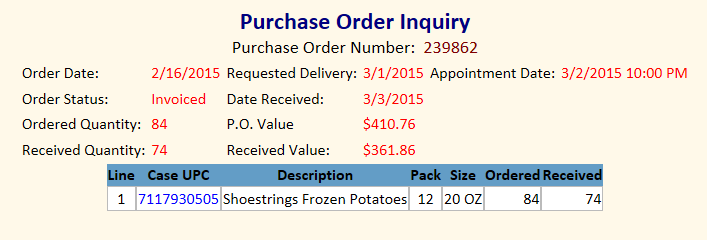 Purchase Order Inquiry
Purchase Order Number: 239862
Order Date: 2/16/2015 Requested Delivery: 3/1/2015 Appointment Date: 3/2/2015 10:00 PM
Order Status: Invoiced Date Received: 3/3/2015
Ordered Quantity: 84 P.O. Value $410.76
Received Quantity: 74 Received Value: $361.86
Line Case UPC Description Pack Size Ordered Received
1 7117930505 Shoestrings Frozen Potatoes 12 20 OZ 84 74